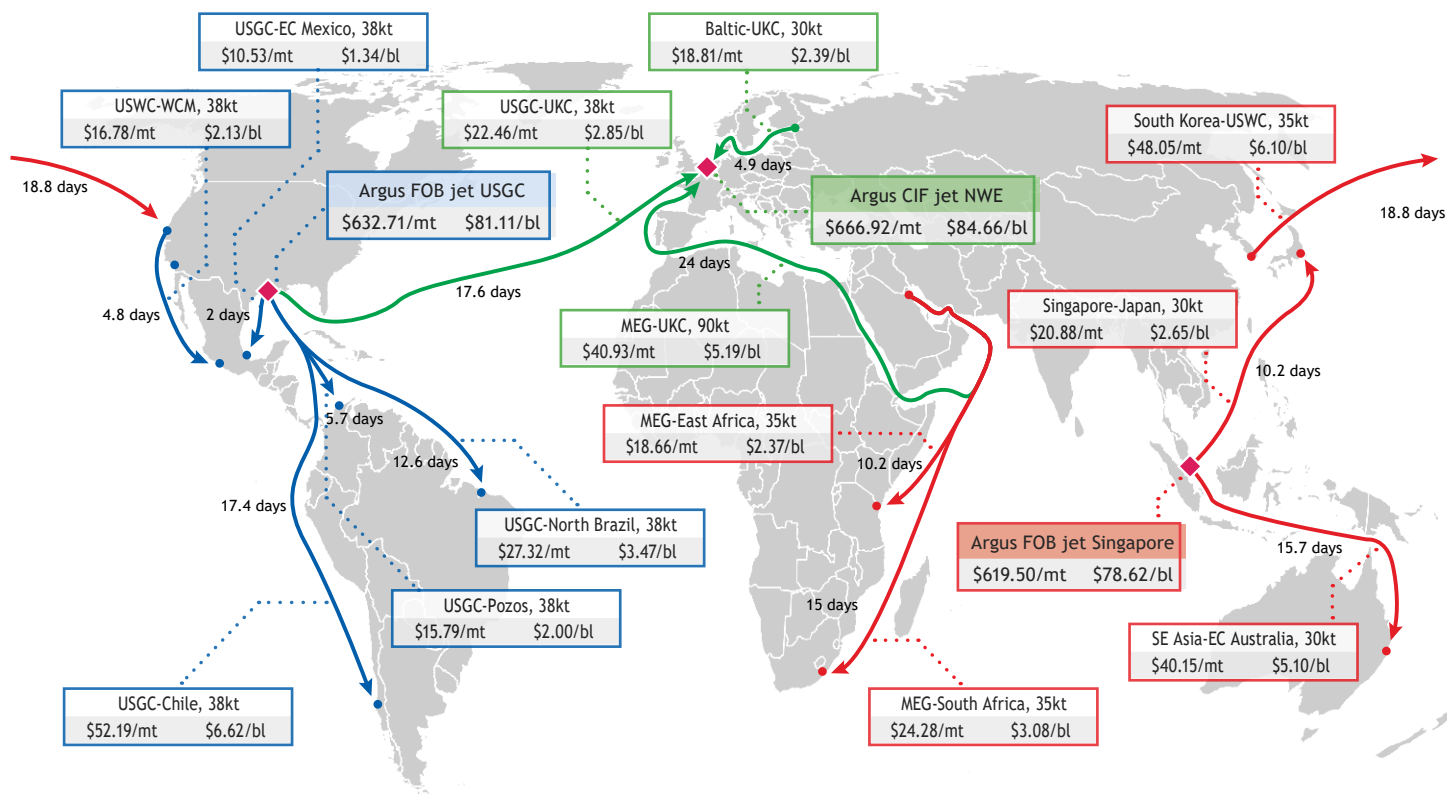 USGC-EC Mexico, 38kt
$10.53/mt $1.34/bl
Baltic-UKC, 30kt
$18.81/mt $2.39/bl
USWC-WCM, 38kt
$16.78/mt $2.13/bl
USGC-UKC, 38kt
$22.46/mt $2.85/bl
South Korea-USWC, 35kt
$48.05/mt $6.10/bl
4.9 days
18.8 days
Argus FOB jet USGC
$632.71/mt $81.11/bl
Argus CIF jet NWE
$666.92/mt $84.66/bl
18.8 days
24 days
17.6 days
4.8 days
2 days
MEG-UKC, 90kt
$40.93/mt $5.19/bl
Singapore-Japan, 30kt
$20.88/mt $2.65/bl
10.2 days
5.7 days
MEG-East Africa, 35kt
$18.66/mt $2.37/bl
12.6 days
10.2 days
17.4 days
USGC-North Brazil, 38kt
$27.32/mt $3.47/bl
Argus FOB jet Singapore
$619.50/mt $78.62/bl
15.7 days
USGC-Pozos, 38kt
$15.79/mt $2.00/bl
15 days
SE Asia-EC Australia, 30kt
$40.15/mt $5.10/bl
USGC-Chile, 38kt
$52.19/mt $6.62/bl
MEG-South Africa, 35kt
$24.28/mt $3.08/bl